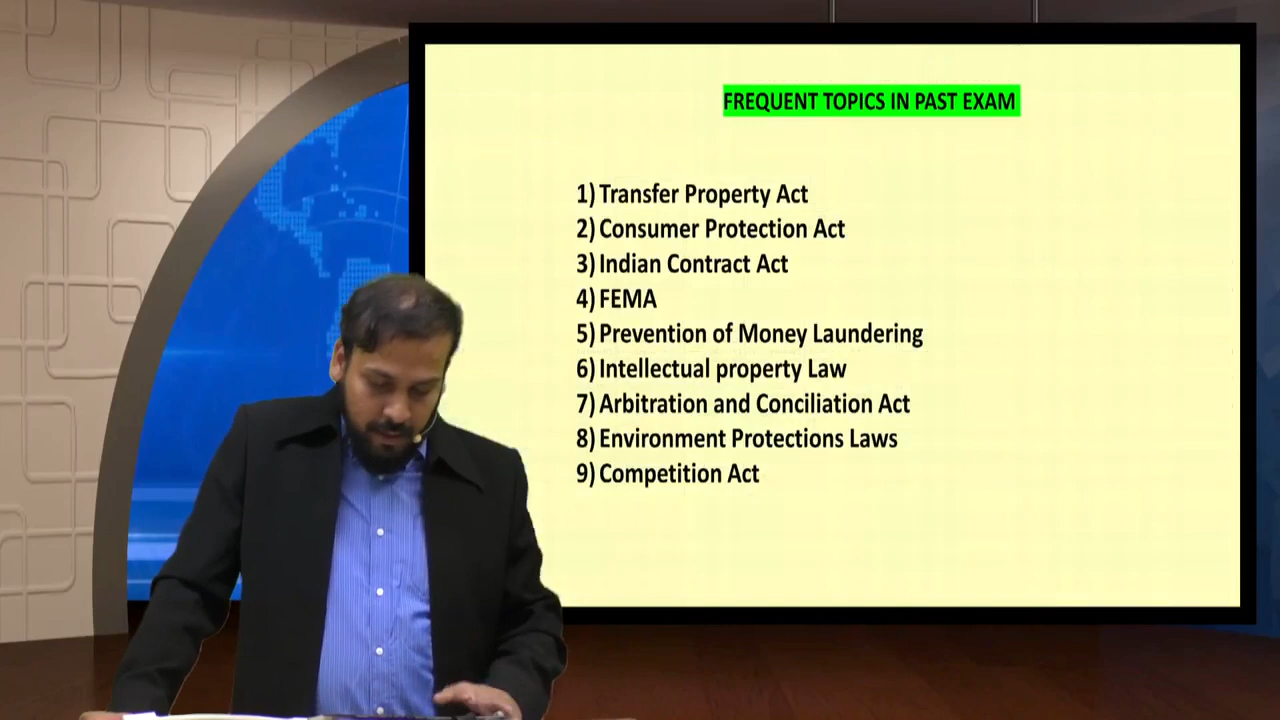 FREQUENT TOPICS IN PAST EXAM
1) Transfer Property Act
2) Consumer Protection Act
3) Indian Contract Act
4) FEMA
5) Prevention of Money Laundering
6) Intellectual property Law
7) Arbitration and Conciliation Act
8) Environment Protections Laws
9) Competition Act